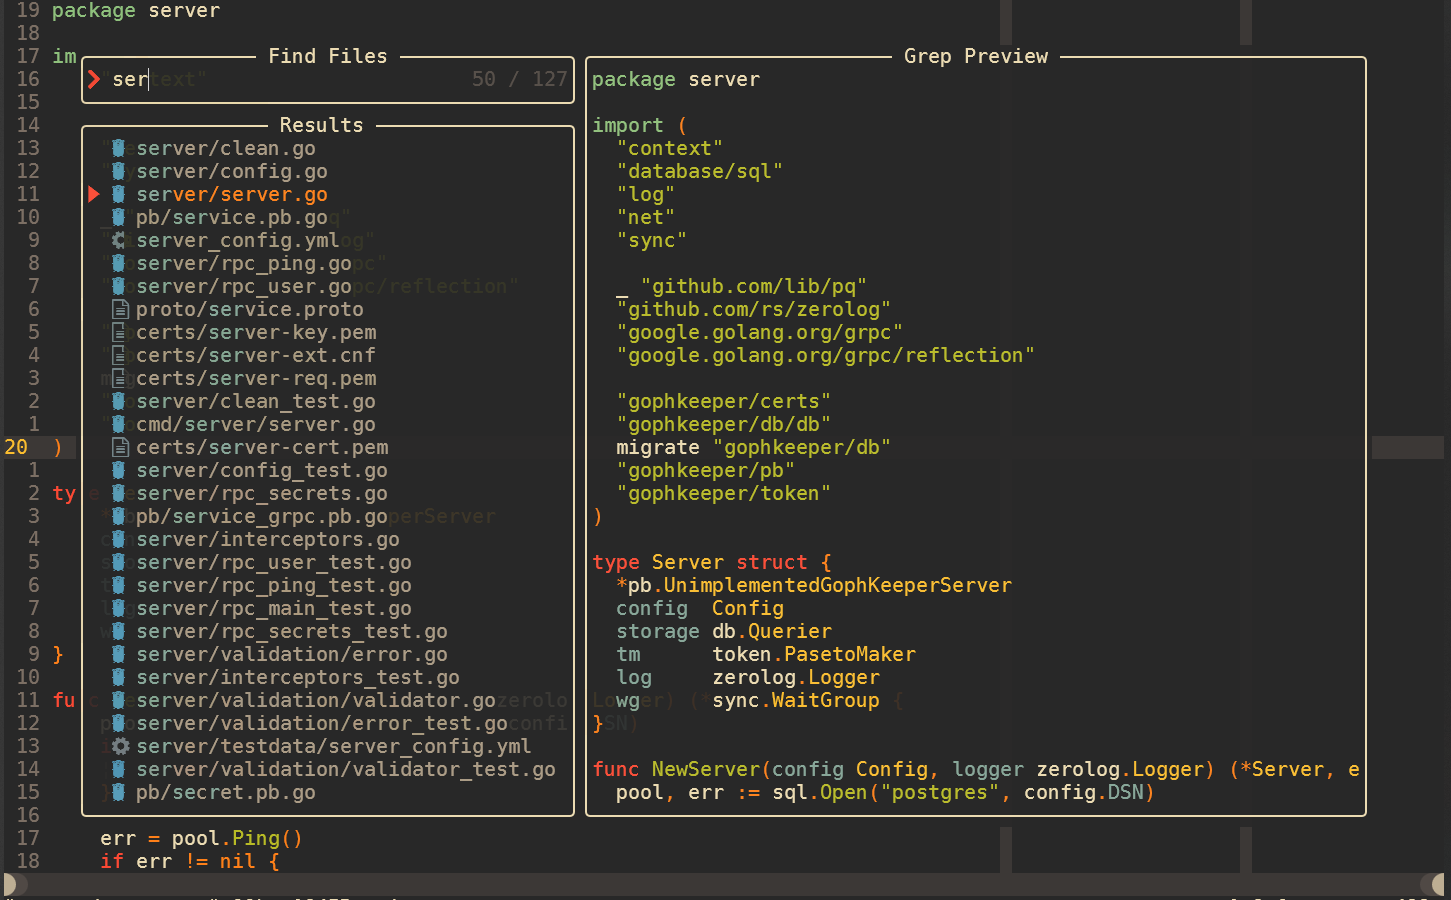 19 package server
18
17 im
Find Files
16 ser
50 / 127
15
14 Results
13 server/clean.go
12 server/config.go
11 server/server.go
10 pb/service.pb.go
9 server_config.yml
8 server/rpc_ping.go
7 server/rpc_user.go
6 proto/service.proto
5 certs/server-key.pem
4 certs/server-ext.cnf
3 certs/server-req.pem
2 server/clean_test.go
1 cmd/server/server.go
20 ) certs/server-cert.pem
1 server/config_test.go
2 ty server/rpc_secrets.go
3 pb/service_grpc.pb.go
4 server/interceptors.go
5 server/rpc_user_test.go
6 server/rpc_ping_test.go
7 server/rpc_main_test.go
8 server/rpc_secrets_test.go
9 } server/validation/error.go
10 server/interceptors_test.go
11 fu server/validation/validator.go
12 server/validation/error_test.go
13 server/testdata/server_config.yml
14 server/validation/validator_test.go
15 pb/secret.pb.go
16
17 err = pool.Ping()
18 if err != nil {
Grep Preview
package server
import (
"context"
"database/sql"
"log"
"net"
"sync"
_ "github.com/lib/pq"
"github.com/rs/zerolog"
"google.golang.org/grpc"
"google.golang.org/grpc/reflection"
"gophkeeper/certs"
"gophkeeper/db/db"
migrate "gophkeeper/db"
"gophkeeper/pb"
"gophkeeper/token"
)
type Server struct {
*pb.UnimplementedGophKeeperServer
config Config
storage db.Querier
tm token.PasetoMaker
log zerolog.Logger
wg sync.WaitGroup
}
func NewServer(config Config, logger zerolog.Logger) (*Server, e
pool, err := sql.Open("postgres", config.DSN)